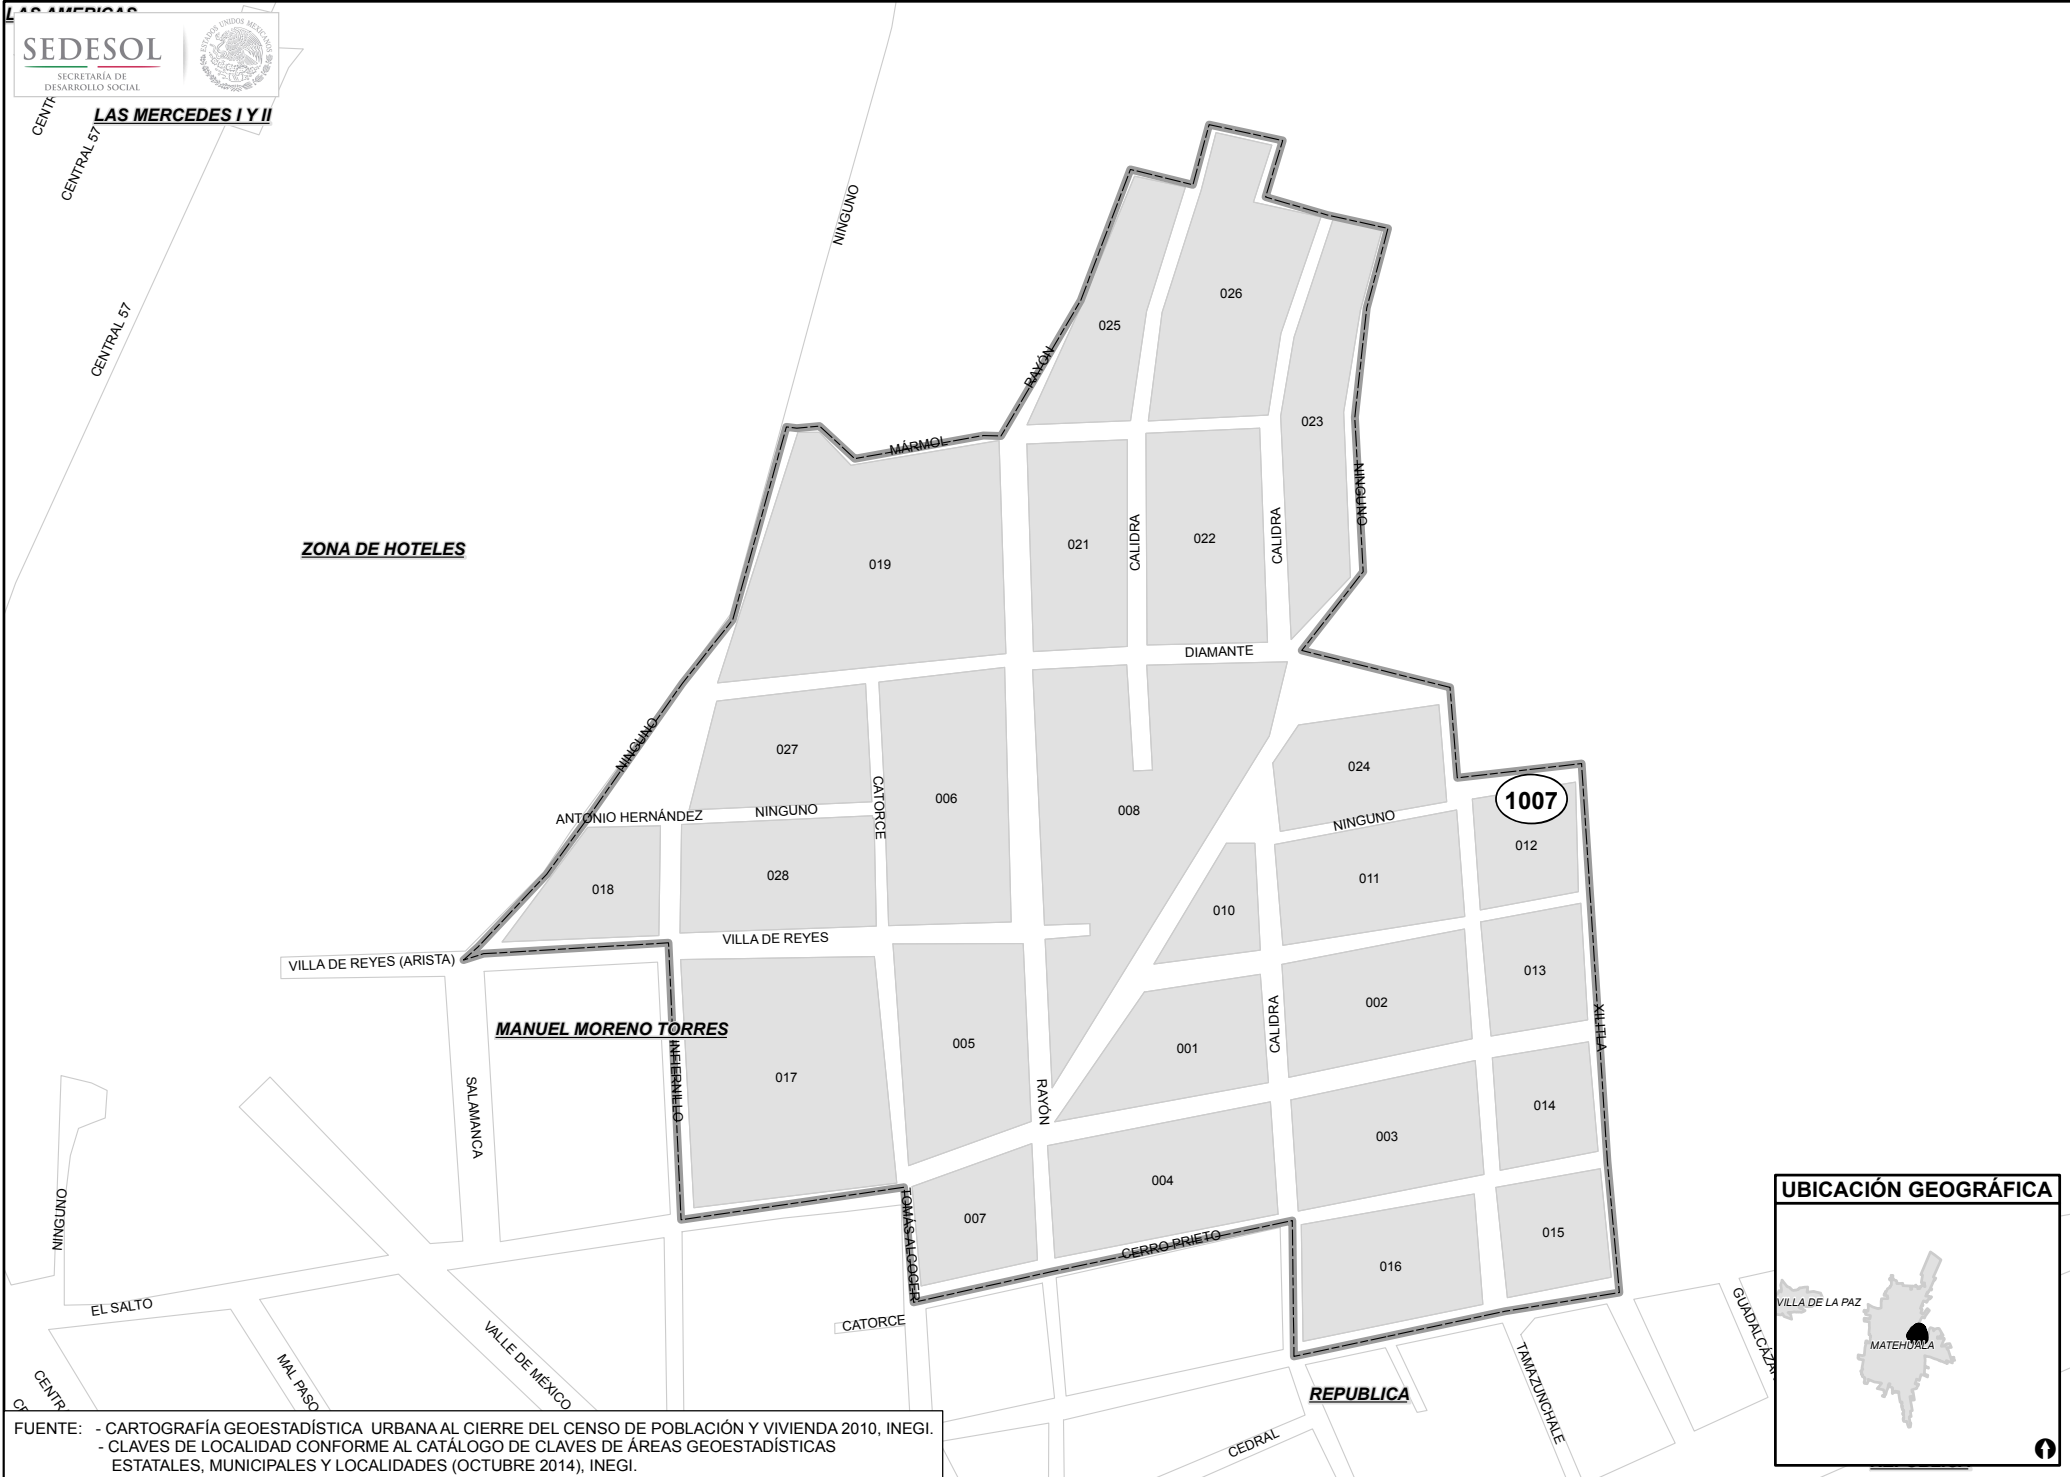 LAS AMERICAS
SEDESOL
SECRETARÍA DE
DESARROLLO SOCIAL
ESTADOS UNIDOS MEXICANOS
LAS MERCEDES I Y II
CENTRAL 57
CENTRAL 57
NINGUNO
026
025
RAYÓN
023
MÁRMOL
NINGUNO
ZONA DE HOTELES
019
021
CALIDRA
022
CALIDRA
DIAMANTE
NINGUNO
027
CATORCE
006
008
024
1007
ANTONIO HERNÁNDEZ
NINGUNO
NINGUNO
012
018
028
010
011
VILLA DE REYES
VILLA DE REYES (ARISTA)
013
002
MANUEL MORENO TORRES
INFIERNILLO
005
CALIDRA
XILITLA
001
017
SALAMANCA
RAYÓN
014
003
004
NINGUNO
007
TOMÁS ALCOCER
CERRO PRIETO
015
016
EL SALTO
CATORCE
VALLE DE MÉXICO
MAL PASO
REPUBLICA
TAMAZUNCHALE
CEDRAL
UBICACIÓN GEOGRÁFICA
VILLA DE LA PAZ
MATEHUALA
FUENTE: - CARTOGRAFÍA GEOESTADÍSTICA URBANA AL CIERRE DEL CENSO DE POBLACIÓN Y VIVIENDA 2010, INEGI.
- CLAVES DE LOCALIDAD CONFORME AL CATÁLOGO DE CLAVES DE ÁREAS GEOESTADÍSTICAS
ESTATALES, MUNICIPALES Y LOCALIDADES (OCTUBRE 2014), INEGI.